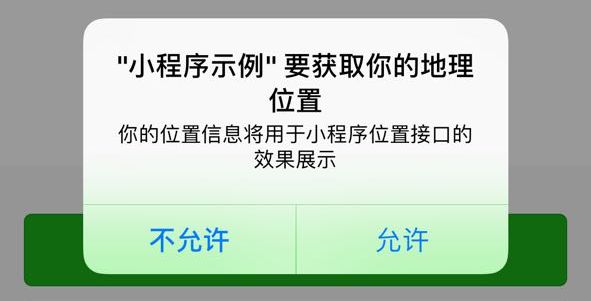 "小程序示例" 要获取你的地理
位置
你的位置信息将用于小程序位置接口的
效果展示
不允许
允许